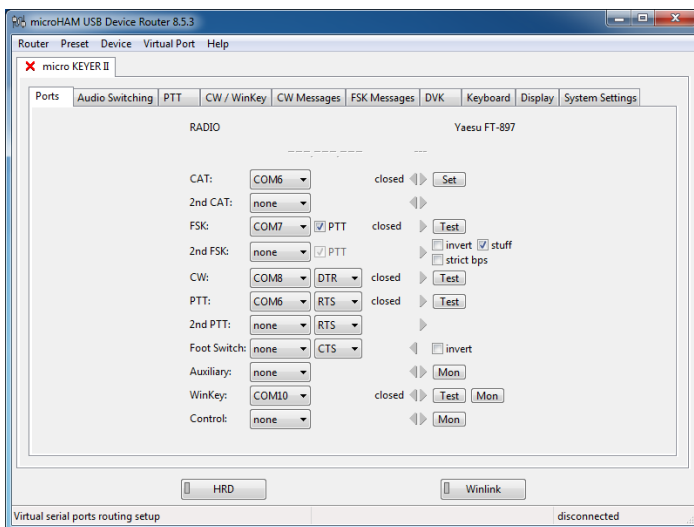 microHAM USB Device Router 8.5.3
Router Preset Device Virtual Port Help
micro KEYER II
Ports Audio Switching PTT CW / WinKey CW Messages FSK Messages DVK Keyboard Display System Settings
RADIO Yaesu FT-897
---.---.--- ---
CAT: COM6 closed Set
2nd CAT: none
FSK: COM7 PTT closed Test
2nd FSK: none PTT invert stuff
strict bps
CW: COM8 DTR closed Test
PTT: COM6 RTS closed Test
2nd PTT: none RTS
Foot Switch: none CTS invert
Auxiliary: none Mon
WinKey: COM10 closed Test Mon
Control: none Mon
HRD Winlink
Virtual serial ports routing setup disconnected